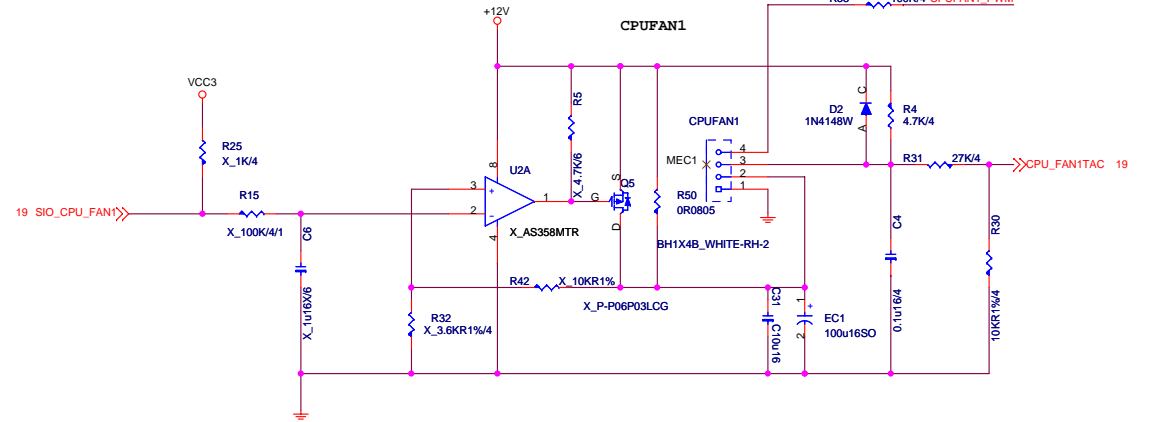 +12V
CPUFAN1
VCC3
R5
X_4.7K/6
D2
1N4148W
C
A
R4
4.7K/4
CPUFAN1
MEC1
4
3
2
1
R25
X_1K/4
8
U2A
3
+
1
2
-
4
X_AS358MTR
G
S
Q5
D
R50
0R0805
R31
27K/4
CPU_FAN1TAC 19
R15
19 SIO_CPU_FAN1
X_100K/4/1
C6
X_1u16X/6
C4
0.1u16/4
R30
10KR1%/4
BH1X4B_WHITE-RH-2
R42
X_10KR1%
X_P-P06P03LCG
R32
X_3.6KR1%/4
C31
C10u16
1
+
EC1
100u16SO
2